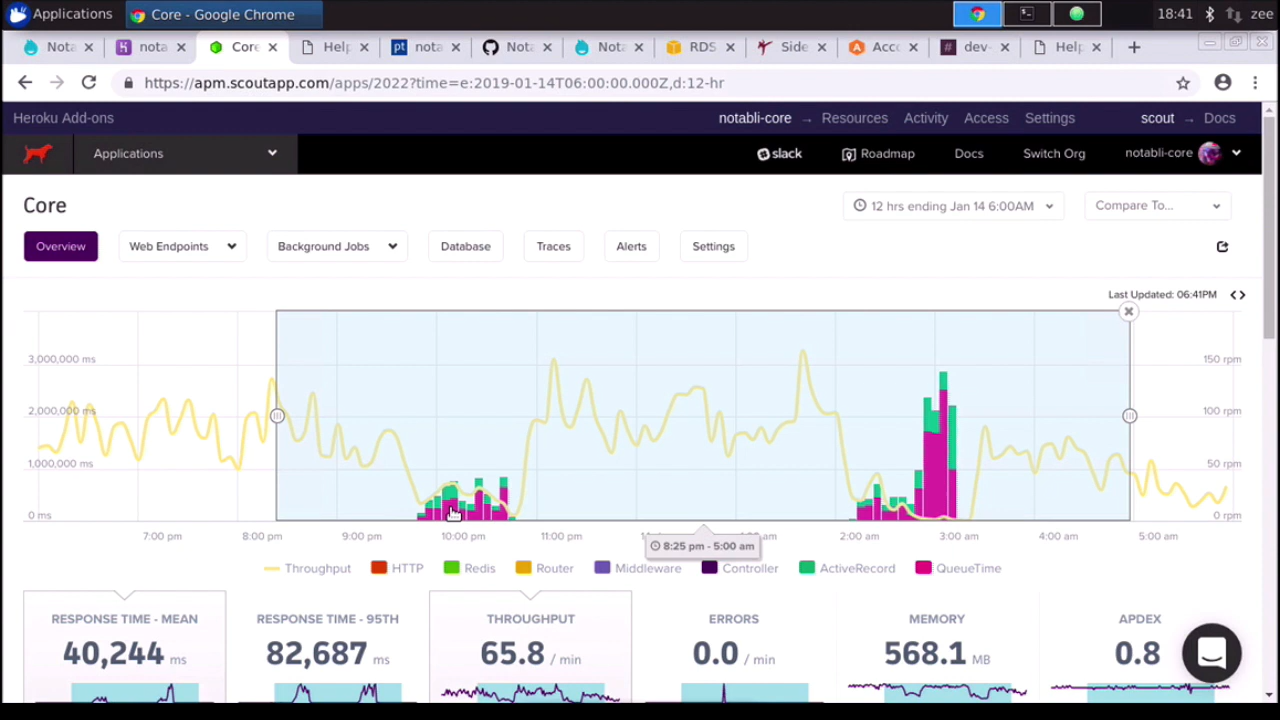 Applications
Core - Google Chrome
18:41
zee
Nota
nota
Core
Help
nota
Nota
Nota
RDS
Side
Acco
dev-
Help
https://apm.scoutapp.com/apps/2022?time=e:2019-01-14T06:00:00.000Z,d:12-hr
Heroku Add-ons
notabli-core → Resources Activity Access Settings
scout → Docs
Applications
slack
Roadmap
Docs
Switch Org
notabli-core
Core
12 hrs ending Jan 14 6:00AM
Compare To...
Overview
Web Endpoints
Background Jobs
Database
Traces
Alerts
Settings
Last Updated: 06:41PM
3,000,000 ms
150 rpm
2,000,000 ms
100 rpm
1,000,000 ms
50 rpm
0 ms
0 rpm
7:00 pm
8:00 pm
9:00 pm
10:00 pm
11:00 pm
2:00 am
3:00 am
4:00 am
5:00 am
8:25 pm - 5:00 am
Throughput
HTTP
Redis
Router
Middleware
Controller
ActiveRecord
QueueTime
RESPONSE TIME - MEAN
40,244 ms
RESPONSE TIME - 95TH
82,687 ms
THROUGHPUT
65.8 / min
ERRORS
0.0 / min
MEMORY
568.1 MB
APDEX
0.8